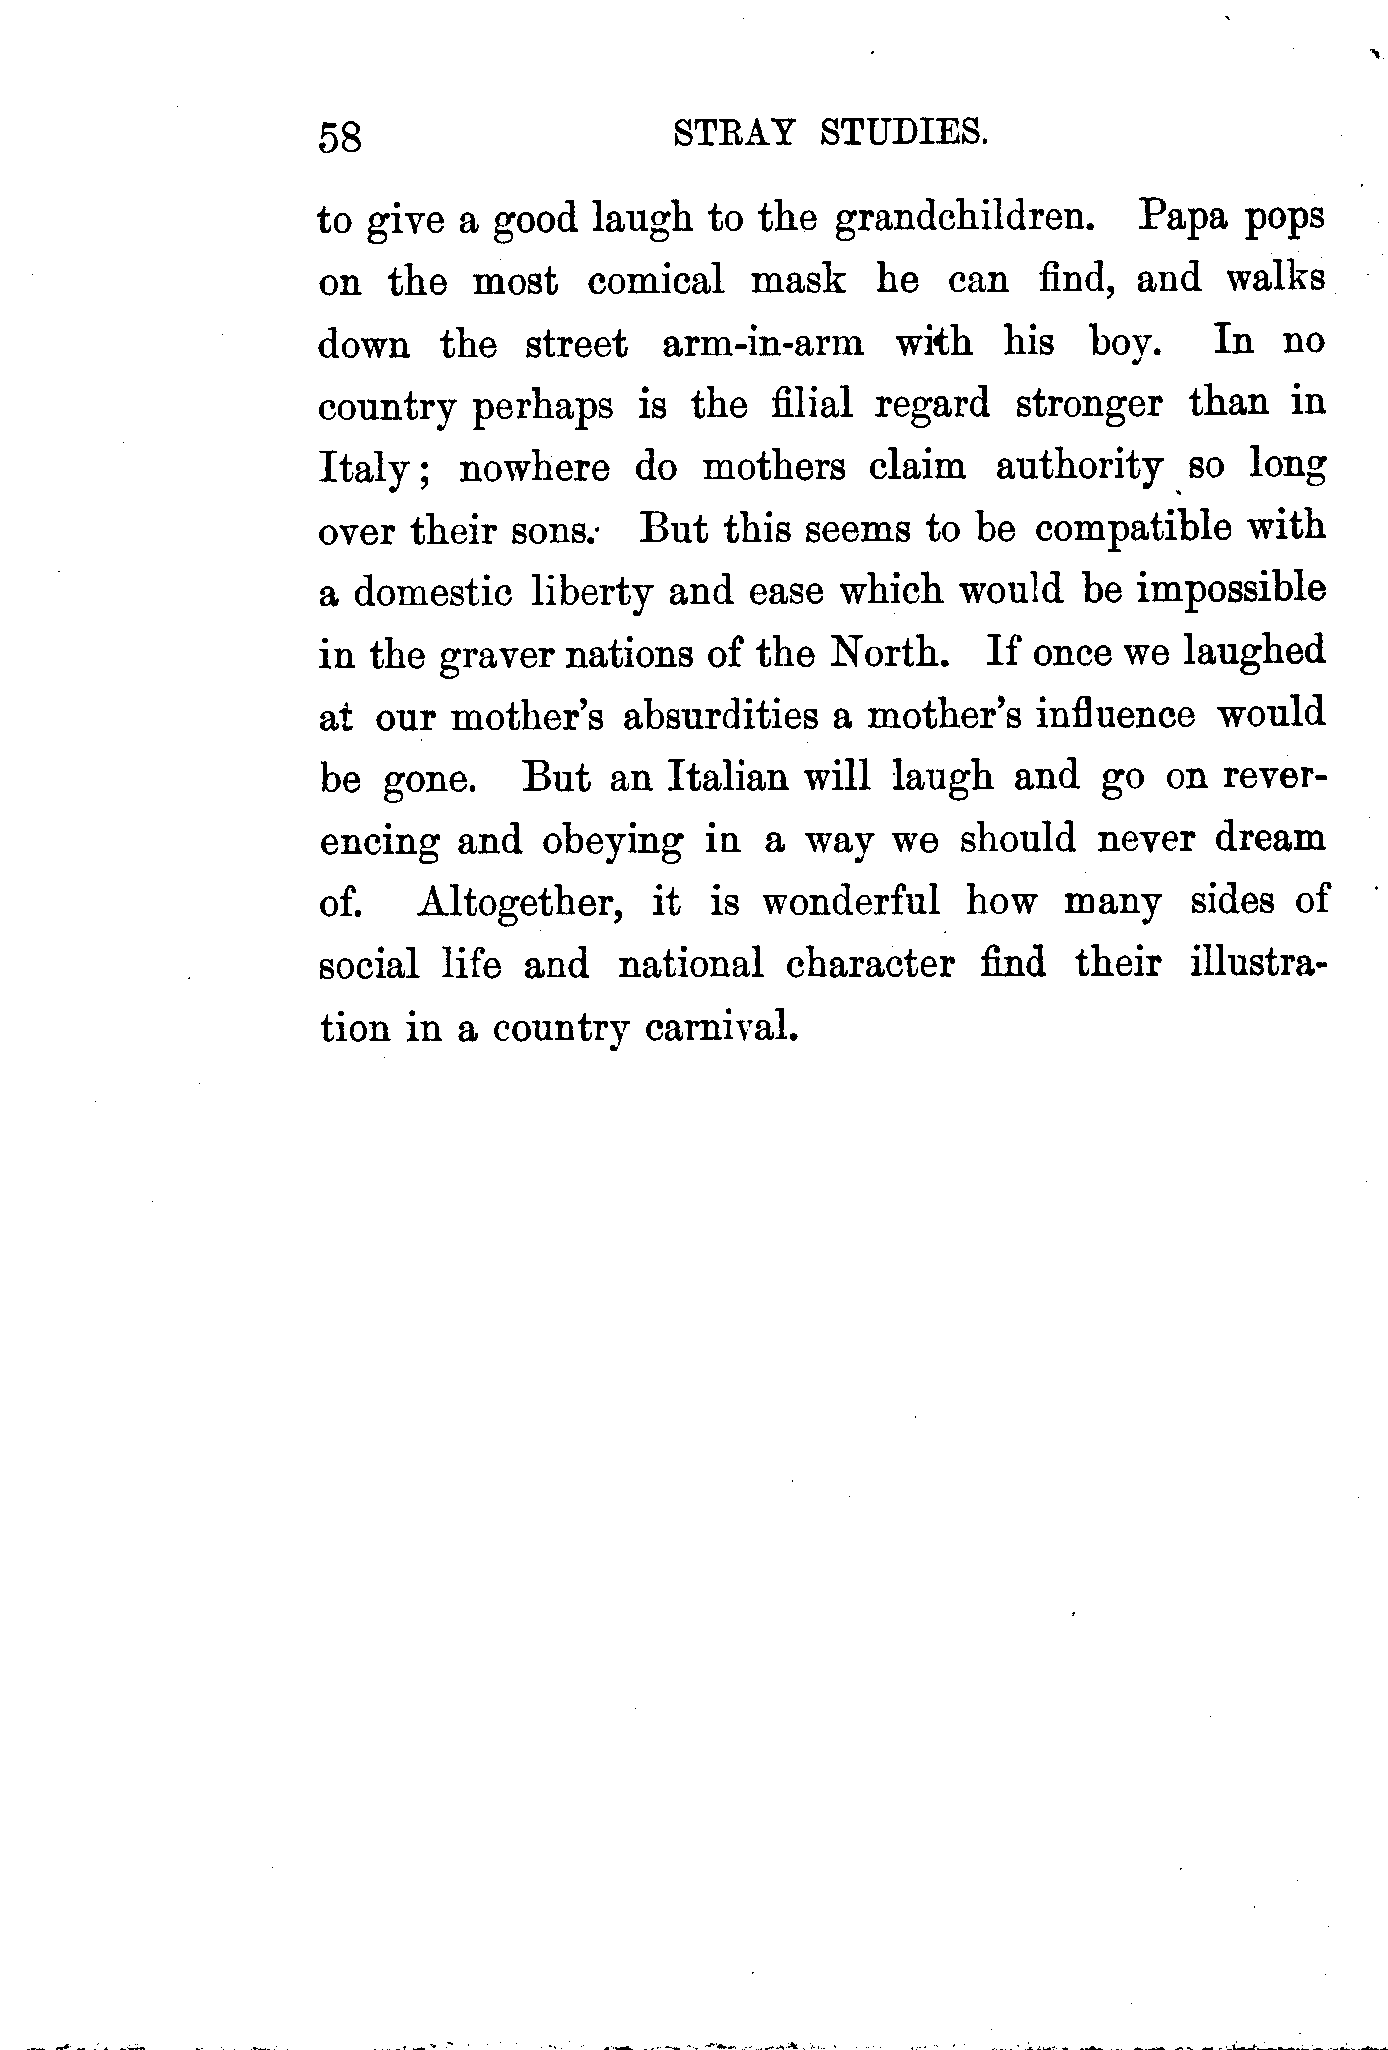 58 STRAY STUDIES.
to give a good laugh to the grandchildren. Papa pops
on the most comical mask he can find, and walks
down the street arm-in-arm with his boy. In no
country perhaps is the filial regard stronger than in
Italy; nowhere do mothers claim authority so long
over their sons. But this seems to be compatible with
a domestic liberty and ease which would be impossible
in the graver nations of the North. If once we laughed
at our mother's absurdities a mother's influence would
be gone. But an Italian will laugh and go on rever-
encing and obeying in a way we should never dream
of. Altogether, it is wonderful how many sides of
social life and national character find their illustra-
tion in a country carnival.